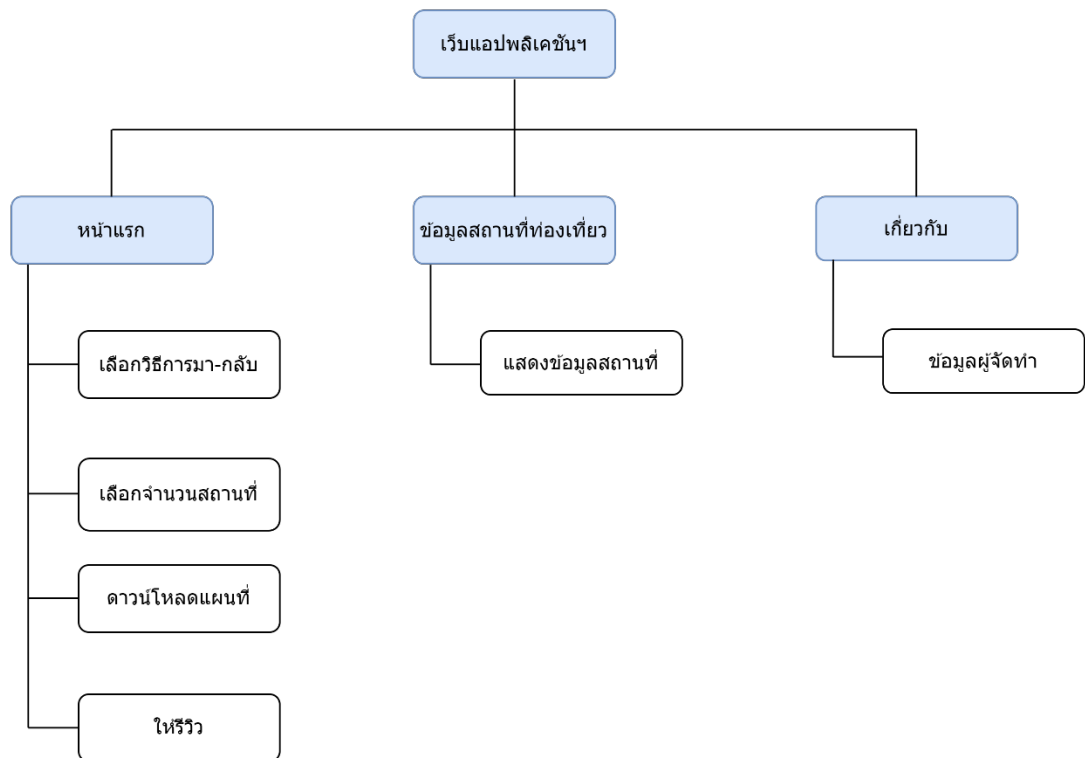 เว็บแอปพลิเคชันฯ
หน้าแรก
ข้อมูลสถานที่ท่องเที่ยว
เกี่ยวกับ
เลือกวิธีการมา-กลับ
แสดงข้อมูลสถานที่
ข้อมูลผู้จัดทำ
เลือกจำนวนสถานที่
ดาวน์โหลดแผนที่
ให้รีวิว